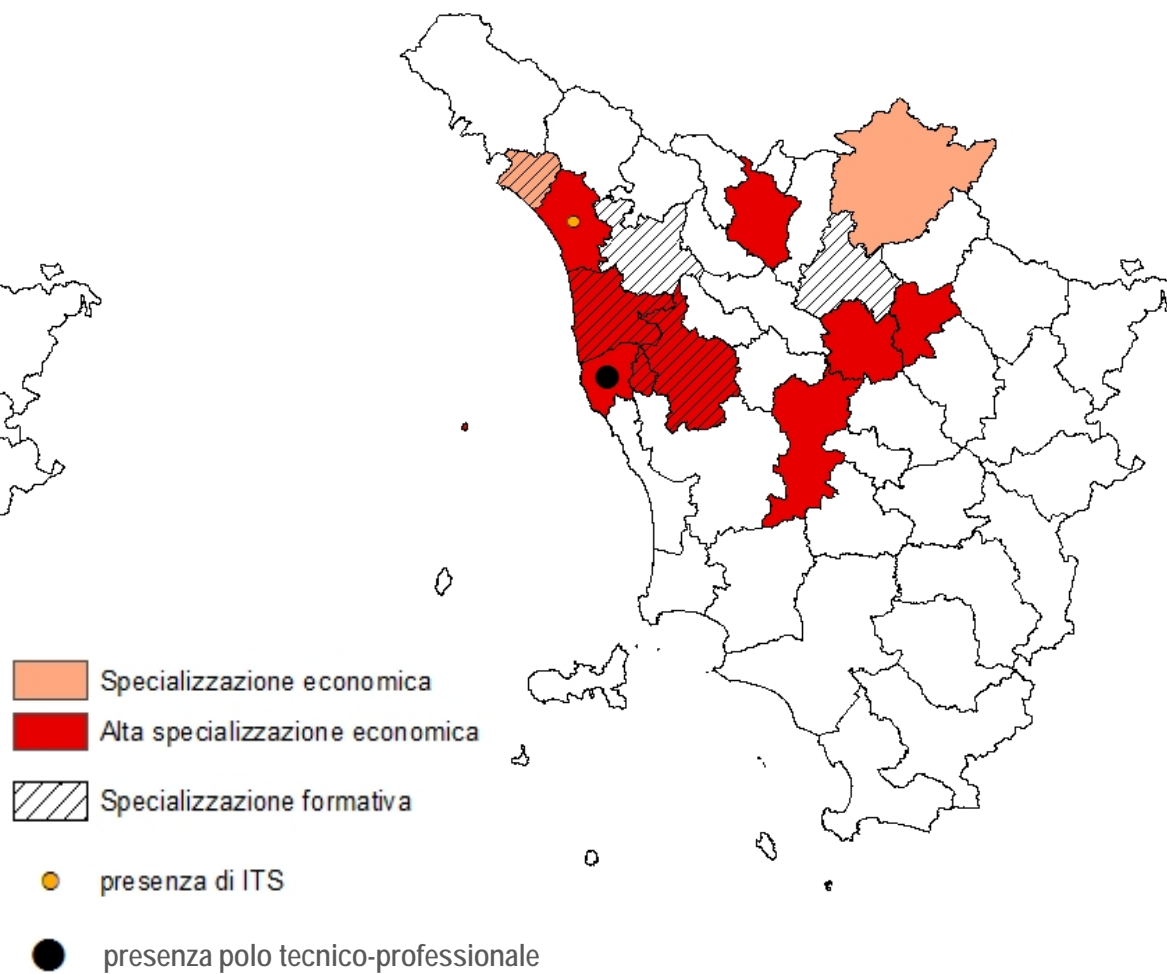 Specializzazione economica
Alta specializzazione economica
Specializzazione formativa
presenza di ITS
presenza polo tecnico-professionale